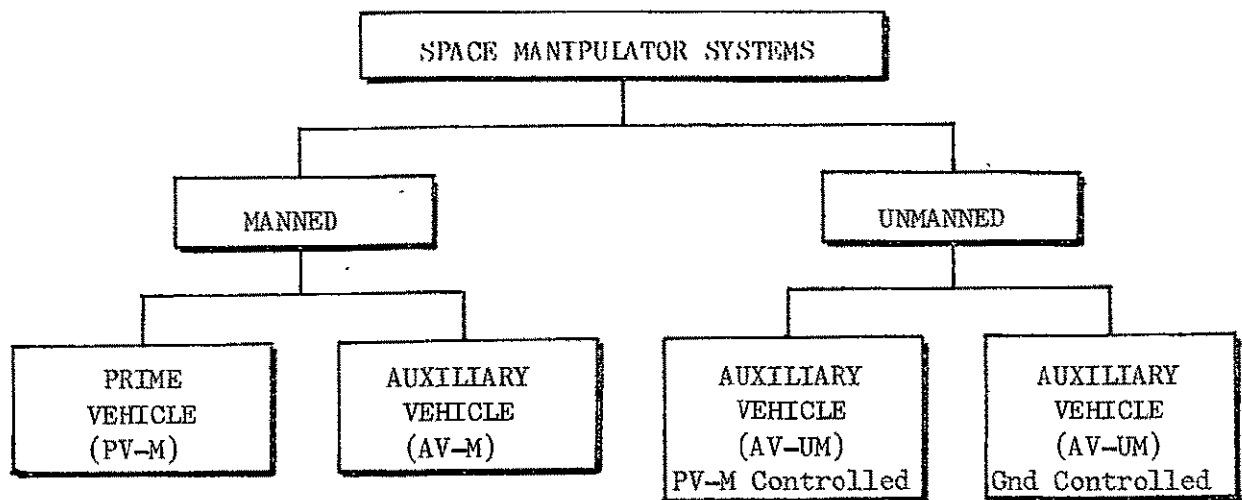 SPACE MANIPULATOR SYSTEMS
MANNED
UNMANNED
PRIME
VEHICLE
(PV-M)
AUXILIARY
VEHICLE
(AV-M)
AUXILIARY
VEHICLE
(AV-UM)
PV-M Controlled
AUXILIARY
VEHICLE
(AV-UM)
Gnd Controlled